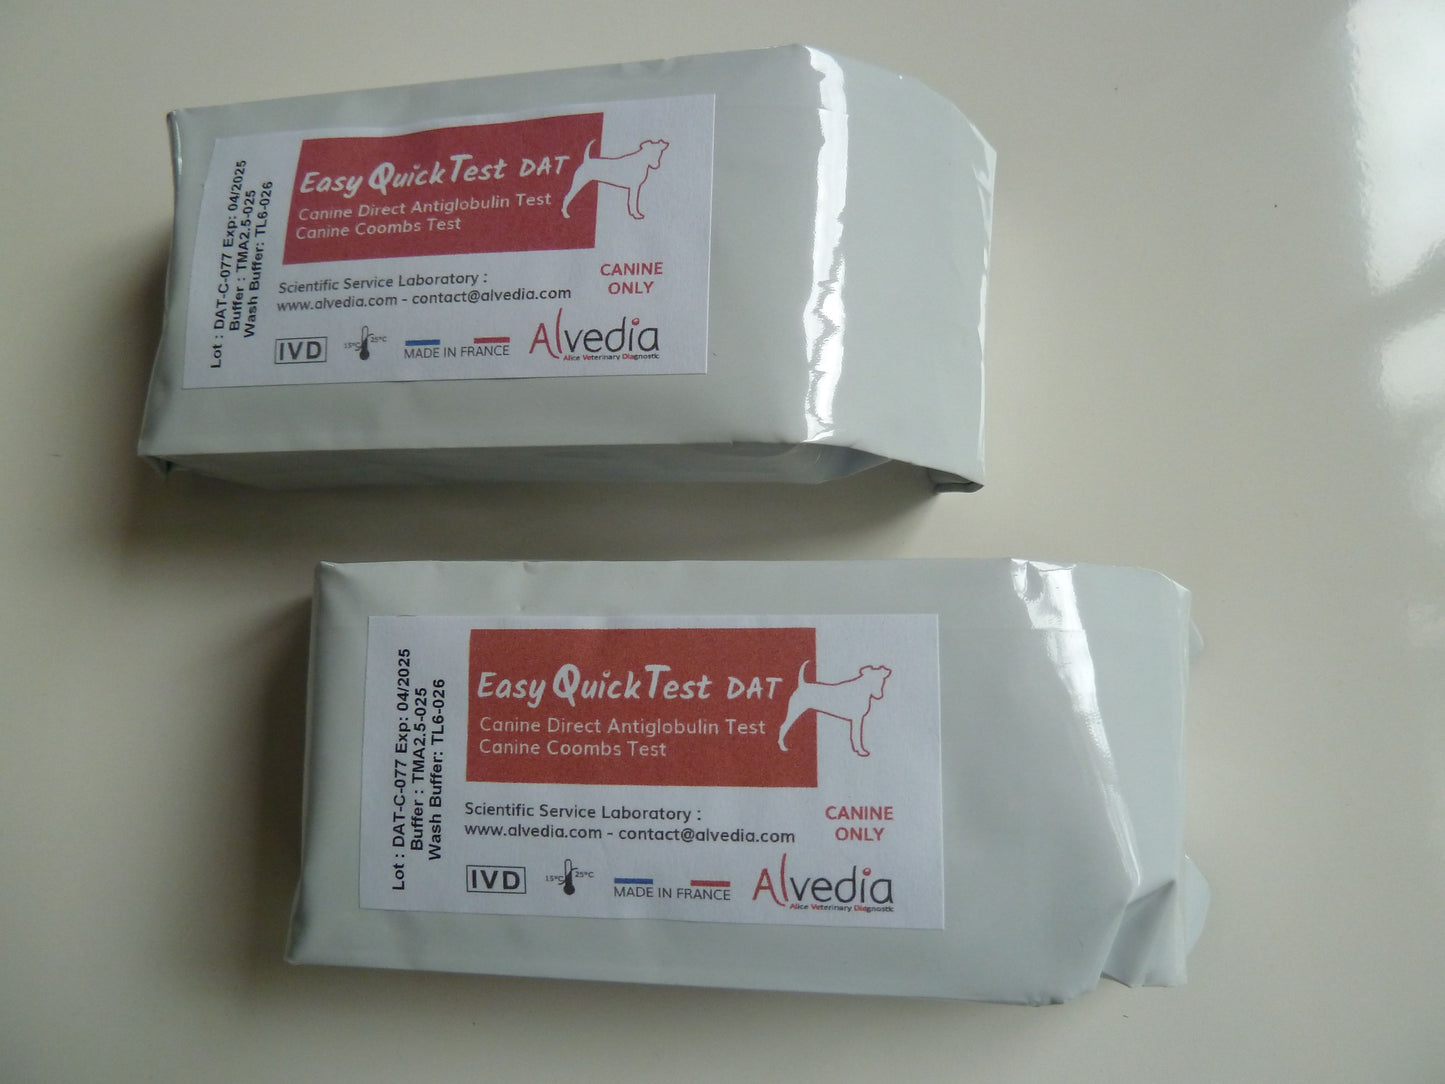 Lot : DAT-C-077 Exp: 04/2025
Buffer : TMA2.5-025
Wash Buffer: TL6-026
Easy QuickTest DAT
Canine Direct Antiglobulin Test
Canine Coombs Test
Scientific Service Laboratory :
www.alvedia.com - contact@alvedia.com
CANINE
ONLY
IVD
15°C 25°C
MADE IN FRANCE
Alvedia
Alice Veterinary Diagnostic
Lot : DAT-C-077 Exp: 04/2025
Buffer : TMA2.5-025
Wash Buffer: TL6-026
Easy QuickTest DAT
Canine Direct Antiglobulin Test
Canine Coombs Test
Scientific Service Laboratory :
www.alvedia.com - contact@alvedia.com
CANINE
ONLY
IVD
15°C 25°C
MADE IN FRANCE
Alvedia
Alice Veterinary Diagnostic